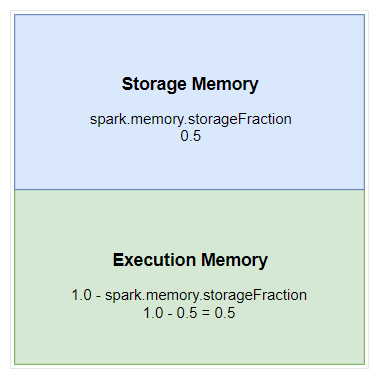 Storage Memory
spark.memory.storageFraction
0.5
Execution Memory
1.0 - spark.memory.storageFraction
1.0 - 0.5 = 0.5